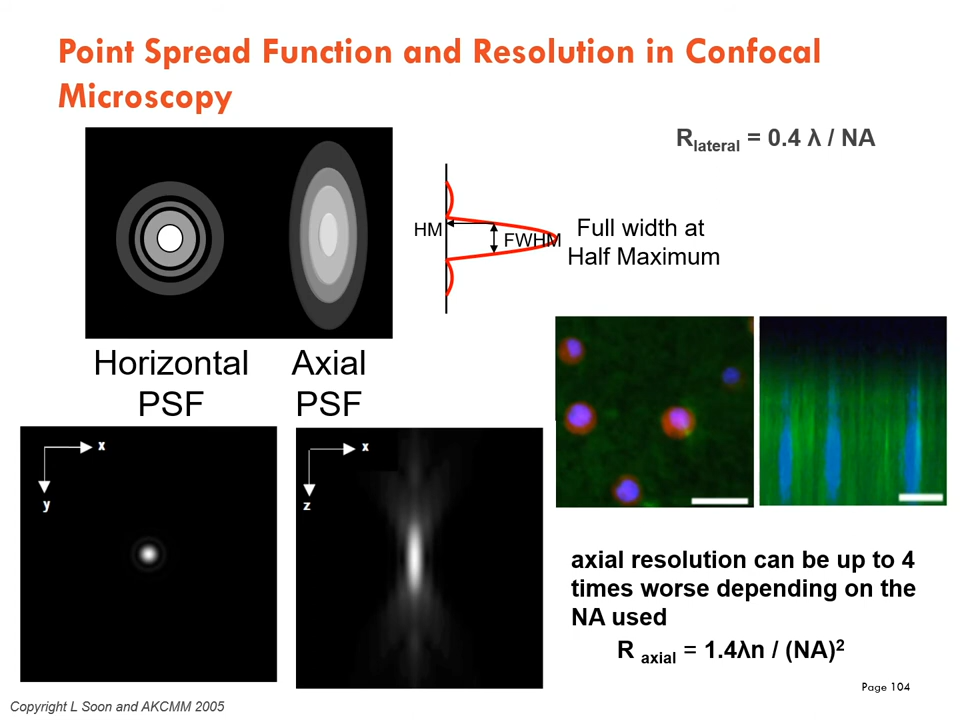 Point Spread Function and Resolution in Confocal
Microscopy
R lateral = 0.4 λ / NA
HM
FWHM
Full width at
Half Maximum
Horizontal
PSF
Axial
PSF
x
y
x
z
axial resolution can be up to 4
times worse depending on the
NA used
R axial = 1.4λn / (NA)²
Page 104
Copyright L Soon and AKCMM 2005